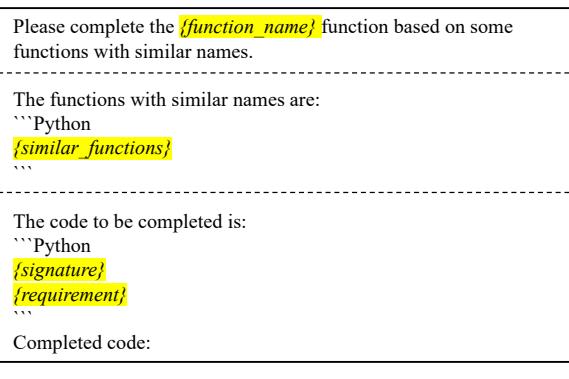 Please complete the {function_name} function based on some
functions with similar names.
The functions with similar names are:
```Python
{similar_functions}
```
The code to be completed is:
```Python
{signature}
{requirement}
```
Completed code: